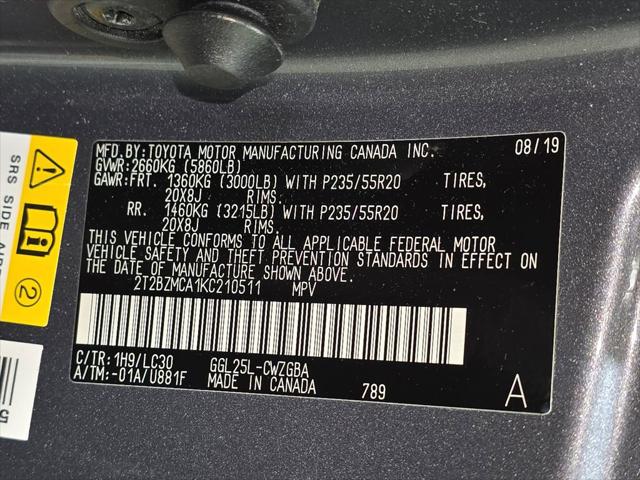 MFD.BY:TOYOTA MOTOR MANUFACTURING CANADA INC. 08/19
GVWR:2660KG (5860LB)
GAWR:FRT. 1360KG (3000LB) WITH P235/55R20 TIRES,
20X8J RIMS.
RR. 1460KG (3215LB) WITH P235/55R20 TIRES,
20X8J RIMS.
THIS VEHICLE CONFORMS TO ALL APPLICABLE FEDERAL MOTOR
VEHICLE SAFETY AND THEFT PREVENTION STANDARDS IN EFFECT ON
THE DATE OF MANUFACTURE SHOWN ABOVE.
2T2BZMCA1KC210511 MPV
C/TR:1H9/LC30 GGL25L-CWZGBA
A/TM:-01A/U881F MADE IN CANADA 789 A
SRS SIDE
2
5